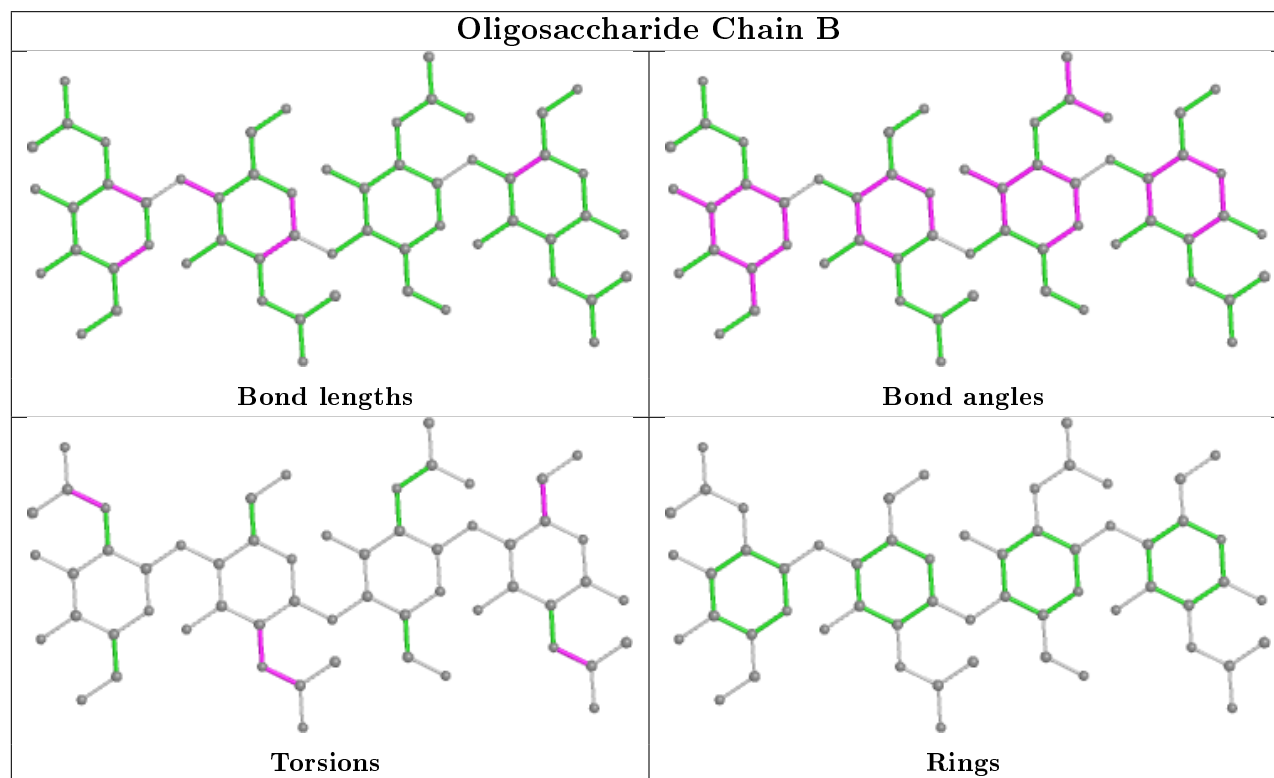 Oligosaccharide Chain B
Bond lengths
Bond angles
Torsions
Rings